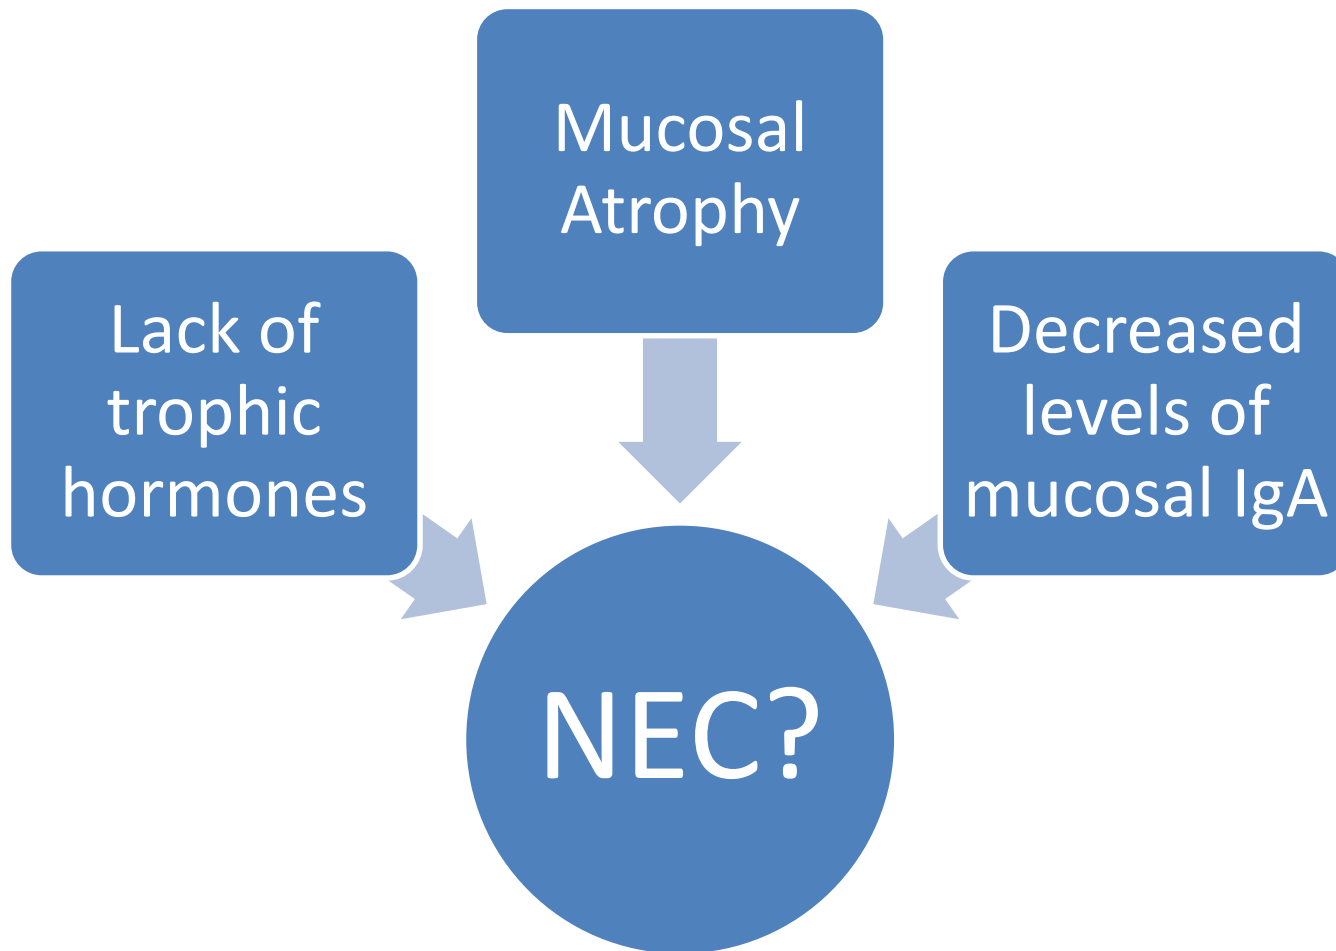 Mucosal
Atrophy
Lack of
trophic
hormones
Decreased
levels of
mucosal IgA
NEC?